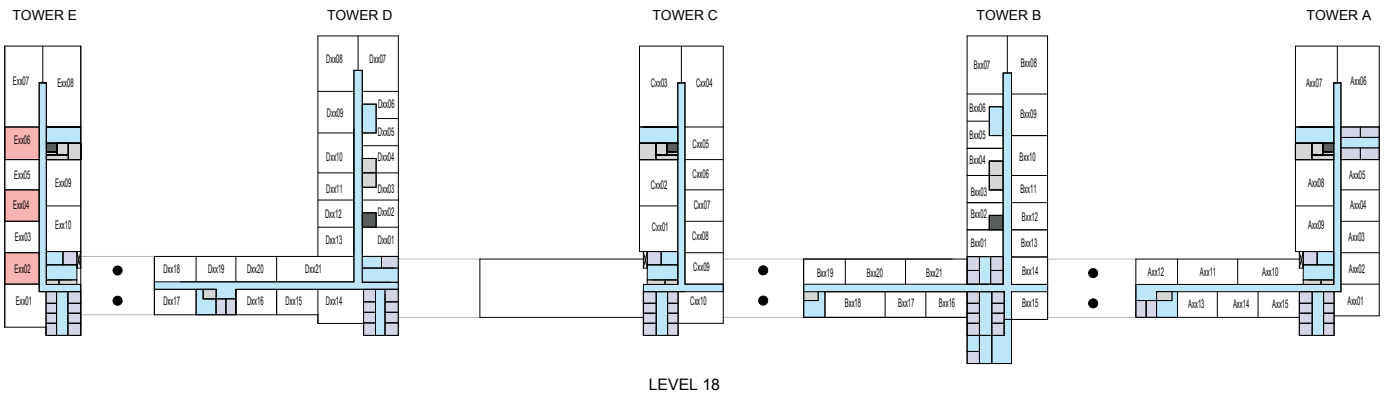 TOWER E
TOWER D
TOWER C
TOWER B
TOWER A
Exx07
Exx08
Exx06
Exx05
Exx09
Exx04
Exx03
Exx10
Exx02
Exx01
Dxx08
Dxx07
Dxx09
Dxx06
Dxx05
Dxx10
Dxx04
Dxx11
Dxx03
Dxx12
Dxx02
Dxx13
Dxx01
Dxx18
Dxx19
Dxx20
Dxx21
Dxx17
Dxx16
Dxx15
Dxx14
Cxx03
Cxx04
Cxx05
Cxx02
Cxx06
Cxx07
Cxx01
Cxx08
Cxx09
Cxx10
Bxx07
Bxx08
Bxx06
Bxx09
Bxx05
Bxx04
Bxx10
Bxx03
Bxx11
Bxx02
Bxx12
Bxx01
Bxx13
Bxx19
Bxx20
Bxx21
Bxx14
Bxx18
Bxx17
Bxx16
Bxx15
Axx07
Axx06
Axx05
Axx08
Axx04
Axx09
Axx03
Axx12
Axx11
Axx10
Axx02
Axx13
Axx14
Axx15
Axx01
LEVEL 18